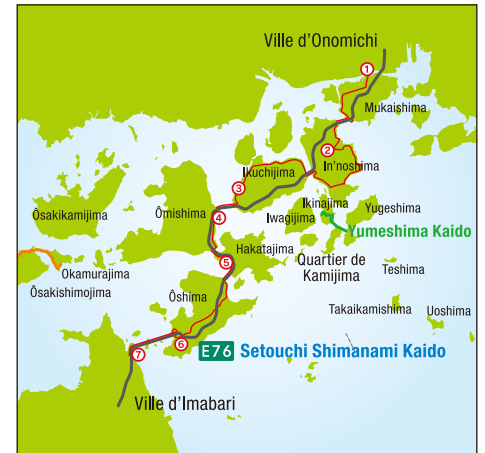 Ville d'Onomichi
1
Mukaishima
2
In'noshima
Ikuchijima
3
Ikinajima
Ômishima
4
Iwagijima
Yugeshima
Ôsakikamijima
Yumeshima Kaido
Hakatajima
Quartier de
Kamijima
5
Teshima
Okamurajima
Ôsakishimojima
Ôshima
Takaikamishima
Uoshima
6
7
E76 Setouchi Shimanami Kaido
Ville d'Imabari